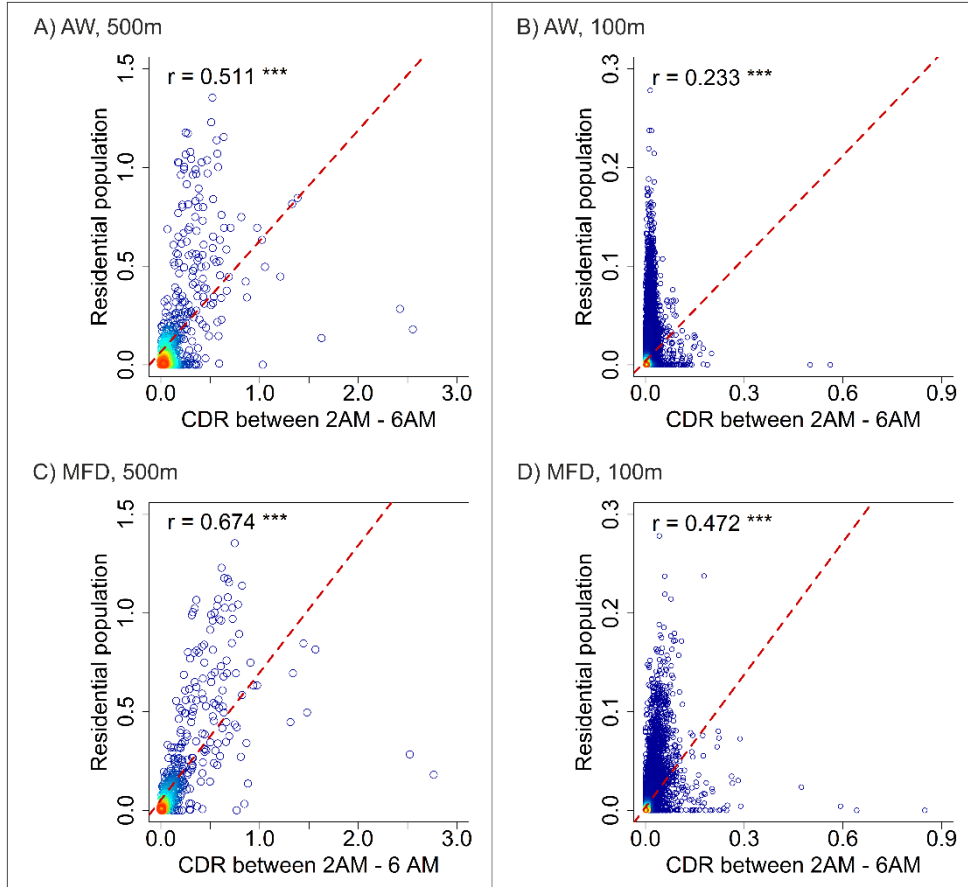 A) AW, 500m
r = 0.511 ***
Residential population
0.0
0.5
1.0
1.5
0.0
1.0
2.0
3.0
CDR between 2AM - 6AM
B) AW, 100m
r = 0.233 ***
Residential population
0.0
0.1
0.2
0.3
0.0
0.3
0.6
0.9
CDR between 2AM - 6AM
C) MFD, 500m
r = 0.674 ***
Residential population
0.0
0.5
1.0
1.5
0.0
1.0
2.0
3.0
CDR between 2AM - 6 AM
D) MFD, 100m
r = 0.472 ***
Residential population
0.0
0.1
0.2
0.3
0.0
0.3
0.6
0.9
CDR between 2AM - 6AM